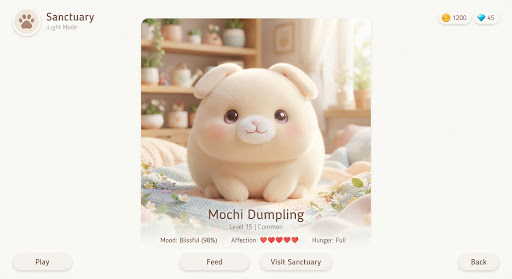 Sanctuary
Light Mode
1200
45
Mochi Dumpling
Level 15 | Common
Mood: Blissful (98%) Affection: ❤❤❤❤❤ Hunger: Full
Play
Feed
Visit Sanctuary
Back